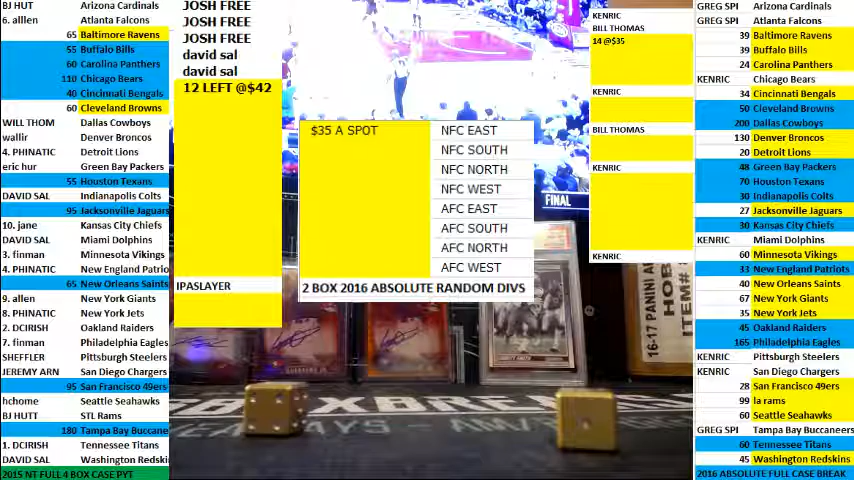 BJ HUT Arizona Cardinals
6. alllen Atlanta Falcons
65 Baltimore Ravens
55 Buffalo Bills
60 Carolina Panthers
110 Chicago Bears
40 Cincinnati Bengals
60 Cleveland Browns
WILL THOM Dallas Cowboys
wallir Denver Broncos
4. PHINATIC Detroit Lions
eric hur Green Bay Packers
55 Houston Texans
DAVID SAL Indianapolis Colts
95 Jacksonville Jaguars
10. jane Kansas City Chiefs
DAVID SAL Miami Dolphins
3. finman Minnesota Vikings
4. PHINATIC New England Patrio
65 New Orleans Saints
9. allen New York Giants
8. PHINATIC New York Jets
2. DCIRISH Oakland Raiders
7. finman Philadelphia Eagles
SHEFFLER Pittsburgh Steelers
JEREMY ARN San Diego Chargers
95 San Francisco 49ers
hchome Seattle Seahawks
BJ HUTT STL Rams
180 Tampa Bay Buccane
1. DCIRISH Tennessee Titans
DAVID SAL Washington Redskin
2015 NT FULL 4 BOX CASE PYT
JOSH FREE
JOSH FREE
JOSH FREE
david sal
david sal
12 LEFT @$42
IPASLAYER
$35 A SPOT
NFC EAST
NFC SOUTH
NFC NORTH
NFC WEST
AFC EAST
AFC SOUTH
AFC NORTH
AFC WEST
2 BOX 2016 ABSOLUTE RANDOM DIVS
FINAL
16-17 PANINI
ITEM#
KENRIC
BILL THOMAS
14 @$35
KENRIC
BILL THOMAS
KENRIC
KENRIC
GREG SPI Arizona Cardinals
GREG SPI Atlanta Falcons
39 Baltimore Ravens
39 Buffalo Bills
24 Carolina Panthers
KENRIC Chicago Bears
34 Cincinnati Bengals
50 Cleveland Browns
200 Dallas Cowboys
130 Denver Broncos
20 Detroit Lions
48 Green Bay Packers
70 Houston Texans
30 Indianapolis Colts
27 Jacksonville Jaguars
30 Kansas City Chiefs
KENRIC Miami Dolphins
60 Minnesota Vikings
33 New England Patriots
40 New Orleans Saints
67 New York Giants
35 New York Jets
45 Oakland Raiders
165 Philadelphia Eagles
KENRIC Pittsburgh Steelers
KENRIC San Diego Chargers
28 San Francisco 49ers
99 la rams
60 Seattle Seahawks
GREG SPI Tampa Bay Buccaneers
60 Tennessee Titans
45 Washington Redskins
2016 ABSOLUTE FULL CASE BREAK